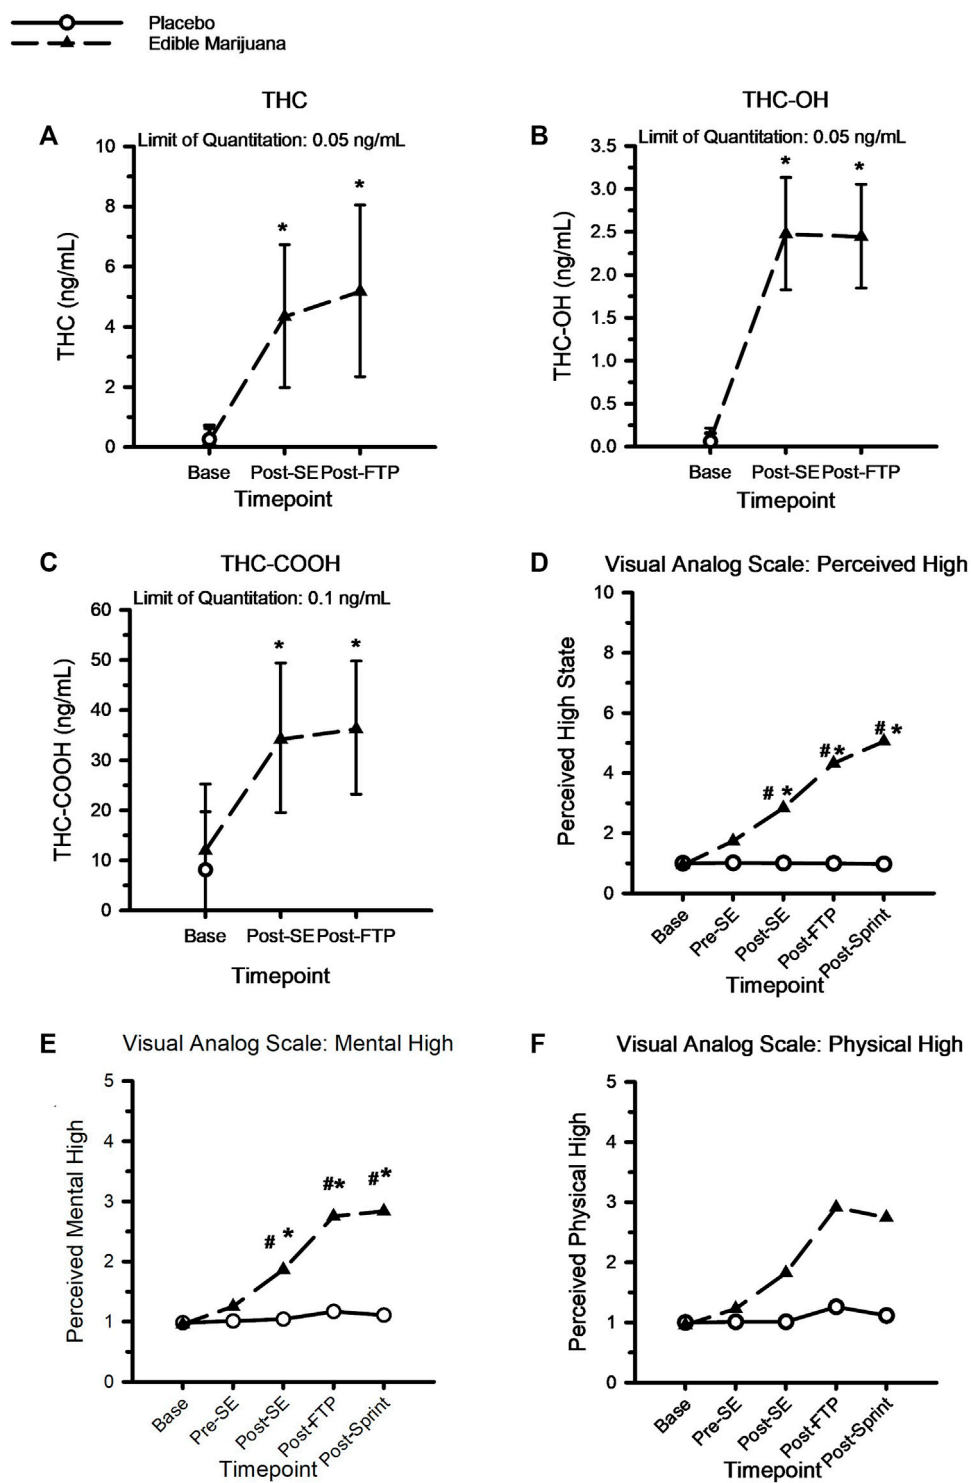 Placebo
Edible Marijuana
THC
A
Limit of Quantitation: 0.05 ng/mL
10
8
6
4
2
0
THC (ng/mL)
*
*
Base
Post-SE
Post-FTP
Timepoint
THC-OH
B
Limit of Quantitation: 0.05 ng/mL
3.5
3.0
2.5
2.0
1.5
1.0
0.5
0.0
THC-OH (ng/mL)
*
*
Base
Post-SE
Post-FTP
Timepoint
C
THC-COOH
Limit of Quantitation: 0.1 ng/mL
60
50
40
30
20
10
0
THC-COOH (ng/mL)
*
*
Base
Post-SE
Post-FTP
Timepoint
D
Visual Analog Scale: Perceived High
10
8
6
4
2
0
Perceived High State
# *
#*
# *
Base
Pre-SE
Post-SE
Post-FTP
Post-Sprint
Timepoint
E
Visual Analog Scale: Mental High
5
4
3
2
1
0
Perceived Mental High
# *
#*
#*
Base
Pre-SE
Post-SE
Post-FTP
Post-Sprint
Timepoint
F
Visual Analog Scale: Physical High
5
4
3
2
1
0
Perceived Physical High
Base
Pre-SE
Post-SE
Post-FTP
Post-Sprint
Timepoint